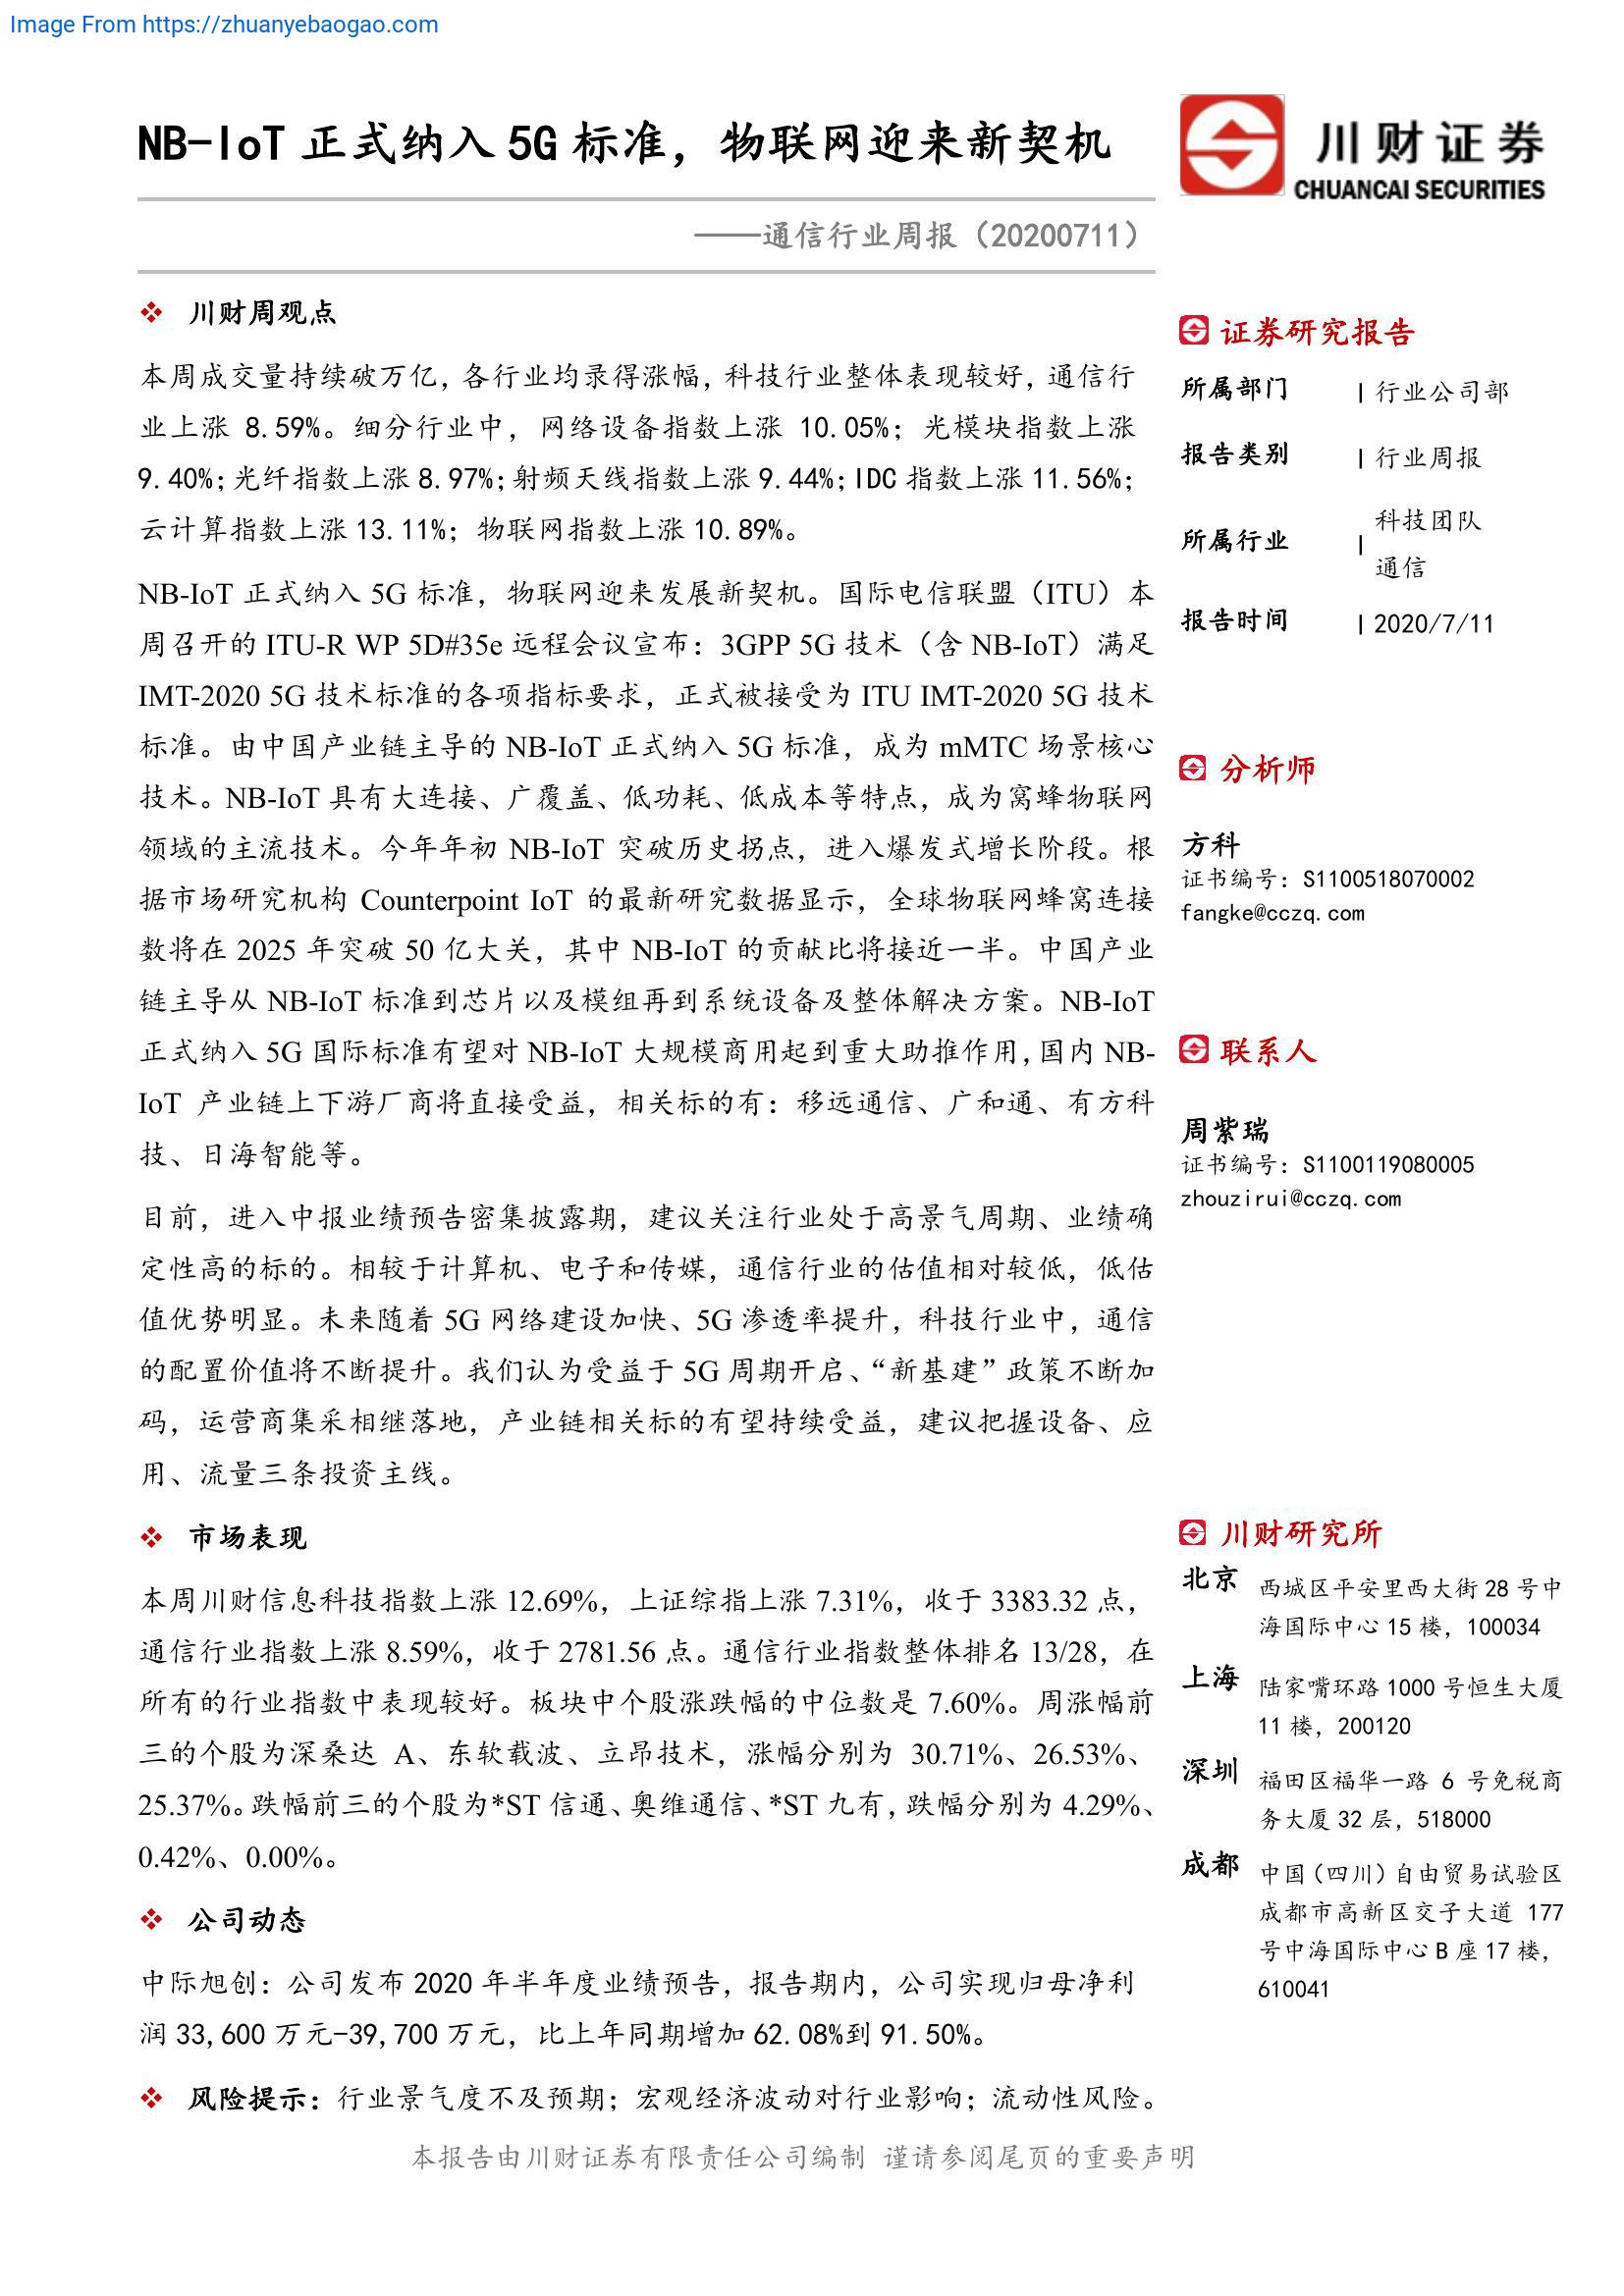 Image From https://zhuanyebaogao.com
NB-IoT 正式纳入 5G 标准，物联网迎来新契机
川财证券
CHUANCAI SECURITIES
——通信行业周报（20200711）
❖ 川财周观点
本周成交量持续破万亿，各行业均录得涨幅，科技行业整体表现较好，通信行
业上涨 8.59%。细分行业中，网络设备指数上涨 10.05%；光模块指数上涨
9.40%；光纤指数上涨 8.97%；射频天线指数上涨 9.44%；IDC 指数上涨 11.56%；
云计算指数上涨 13.11%；物联网指数上涨 10.89%。
NB-IoT 正式纳入 5G 标准，物联网迎来发展新契机。国际电信联盟（ITU）本
周召开的 ITU-R WP 5D#35e 远程会议宣布：3GPP 5G 技术（含 NB-IoT）满足
IMT-2020 5G 技术标准的各项指标要求，正式被接受为 ITU IMT-2020 5G 技术
标准。由中国产业链主导的 NB-IoT 正式纳入 5G 标准，成为 mMTC 场景核心
技术。NB-IoT 具有大连接、广覆盖、低功耗、低成本等特点，成为窝蜂物联网
领域的主流技术。今年年初 NB-IoT 突破历史拐点，进入爆发式增长阶段。根
据市场研究机构 Counterpoint IoT 的最新研究数据显示，全球物联网蜂窝连接
数将在 2025 年突破 50 亿大关，其中 NB-IoT 的贡献比将接近一半。中国产业
链主导从 NB-IoT 标准到芯片以及模组再到系统设备及整体解决方案。NB-IoT
正式纳入 5G 国际标准有望对 NB-IoT 大规模商用起到重大助推作用，国内 NB-
IoT 产业链上下游厂商将直接受益，相关标的有：移远通信、广和通、有方科
技、日海智能等。
目前，进入中报业绩预告密集披露期，建议关注行业处于高景气周期、业绩确
定性高的标的。相较于计算机、电子和传媒，通信行业的估值相对较低，低估
值优势明显。未来随着 5G 网络建设加快、5G 渗透率提升，科技行业中，通信
的配置价值将不断提升。我们认为受益于 5G 周期开启、“新基建”政策不断加
码，运营商集采相继落地，产业链相关标的有望持续受益，建议把握设备、应
用、流量三条投资主线。
❖ 市场表现
本周川财信息科技指数上涨 12.69%，上证综指上涨 7.31%，收于 3383.32 点，
通信行业指数上涨 8.59%，收于 2781.56 点。通信行业指数整体排名 13/28，在
所有的行业指数中表现较好。板块中个股涨跌幅的中位数是 7.60%。周涨幅前
三的个股为深桑达 A、东软载波、立昂技术，涨幅分别为 30.71%、26.53%、
25.37%。跌幅前三的个股为*ST 信通、奥维通信、*ST 九有，跌幅分别为 4.29%、
0.42%、0.00%。
❖ 公司动态
中际旭创：公司发布 2020 年半年度业绩预告，报告期内，公司实现归母净利
润 33,600 万元-39,700 万元，比上年同期增加 62.08%到 91.50%。
❖ 风险提示：行业景气度不及预期；宏观经济波动对行业影响；流动性风险。
证券研究报告
所属部门 | 行业公司部
报告类别 | 行业周报
所属行业 | 科技团队
通信
报告时间 | 2020/7/11
分析师
方科
证书编号：S1100518070002
fangke@cczq.com
联系人
周紫瑞
证书编号：S1100119080005
zhouzirui@cczq.com
川财研究所
北京 西城区平安里西大街 28 号中
海国际中心 15 楼，100034
上海 陆家嘴环路 1000 号恒生大厦
11 楼，200120
深圳 福田区福华一路 6 号免税商
务大厦 32 层，518000
成都 中国（四川）自由贸易试验区
成都市高新区交子大道 177
号中海国际中心 B 座 17 楼，
610041
本报告由川财证券有限责任公司编制 谨请参阅尾页的重要声明